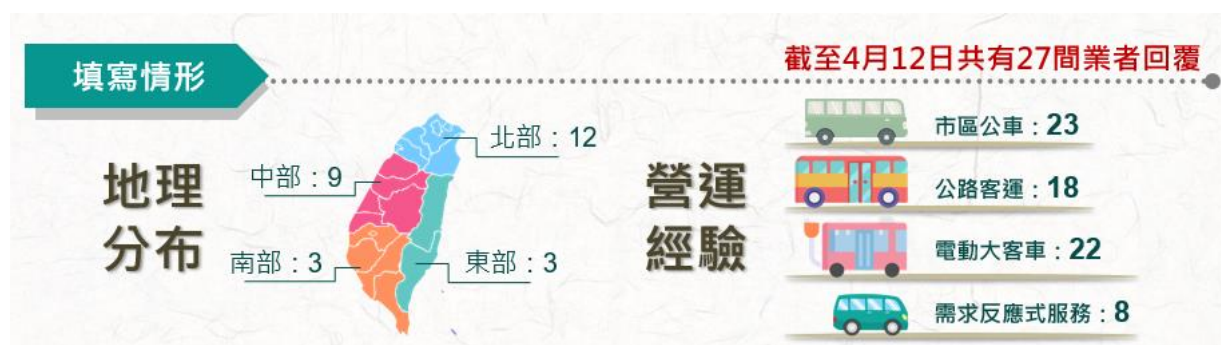 填寫情形
截至4月12日共有27間業者回覆
地理
分布
北部：12
中部：9
南部：3
東部：3
營運
經驗
市區公車：23
公路客運：18
電動大客車：22
需求反應式服務：8